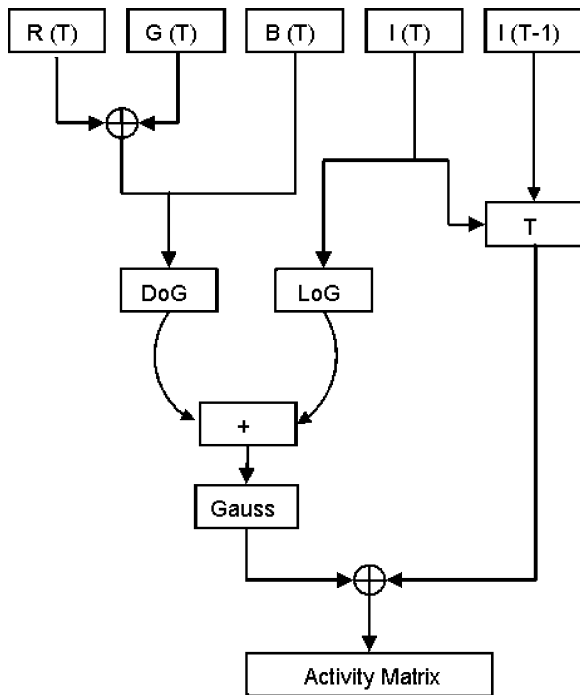 R (T)
G (T)
B (T)
I (T)
I (T-1)
T
DoG
LoG
+
Gauss
Activity Matrix